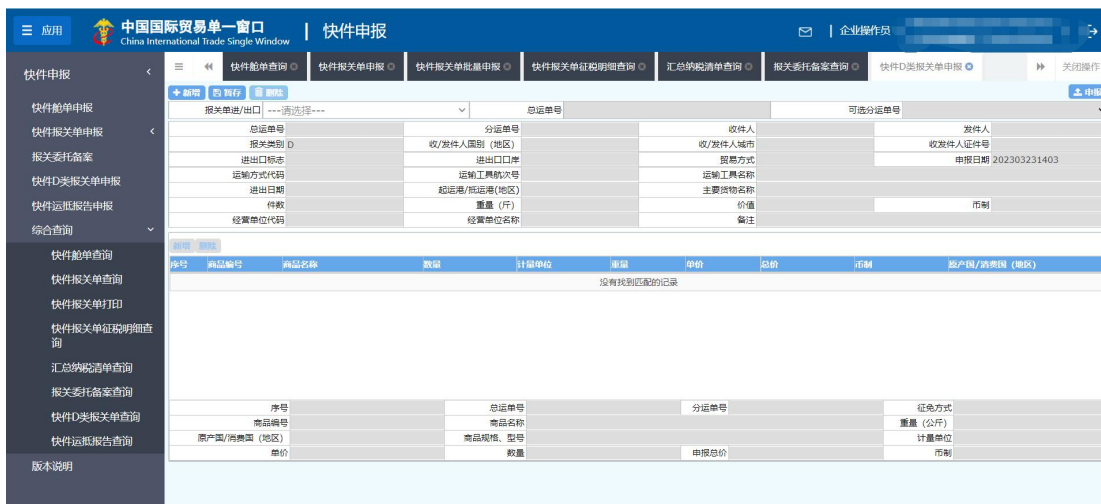 应用 中国国际贸易单一窗口 | 快件申报 | 企业操作员
China International Trade Single Window
快件申报
快件舱单查询 快件报关单申报 快件报关单批量申报 快件报关单征税明细查询 汇总纳税清单查询 报关委托备案查询 快件D类报关单申报 关闭操作
新增 暂存 删除 申报
报关单进/出口 ---请选择--- 总运单号 可选分运单号
总运单号 分运单号 收件人 发件人
报关类别 D 收/发件人国别（地区） 收/发件人城市 收发件人证件号
进出口标志 进出口口岸 贸易方式 申报日期 202303231403
运输方式代码 运输工具航次号 运输工具名称
进出日期 起运港/抵运港(地区) 主要货物名称
件数 重量（斤） 价值 币制
经营单位代码 经营单位名称 备注
新增 删除
序号 商品编号 商品名称 数量 计量单位 重量 单价 总价 币制 原产国/消费国（地区）
没有找到匹配的记录
序号 总运单号 分运单号 征免方式
商品编号 商品名称 重量（公斤）
原产国/消费国（地区） 商品规格、型号 计量单位
单价 数量 申报总价 币制
快件舱单申报
快件报关单申报
报关委托备案
快件D类报关单申报
快件运抵报告申报
综合查询
快件舱单查询
快件报关单查询
快件报关单打印
快件报关单征税明细查
询
汇总纳税清单查询
报关委托备案查询
快件D类报关单查询
快件运抵报告查询
版本说明